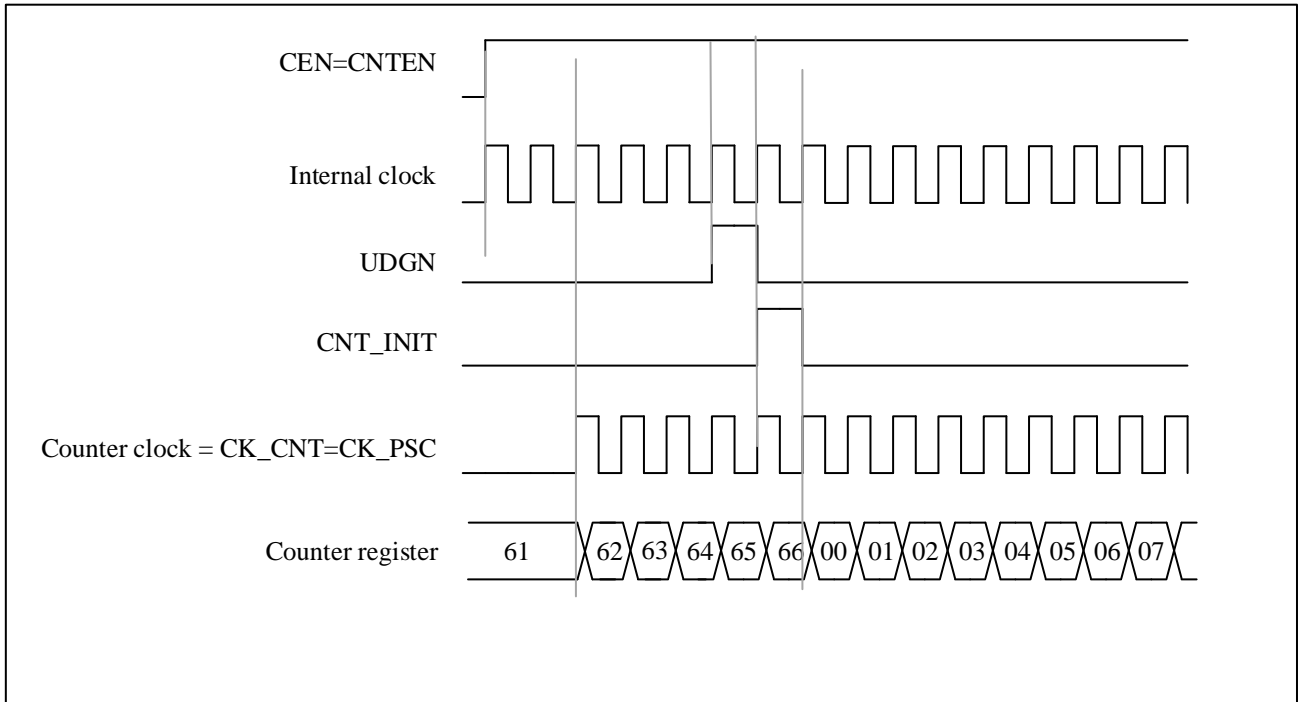 CEN=CNTEN
Internal clock
UDGN
CNT_INIT
Counter clock = CK_CNT=CK_PSC
Counter register 61 62 63 64 65 66 00 01 02 03 04 05 06 07